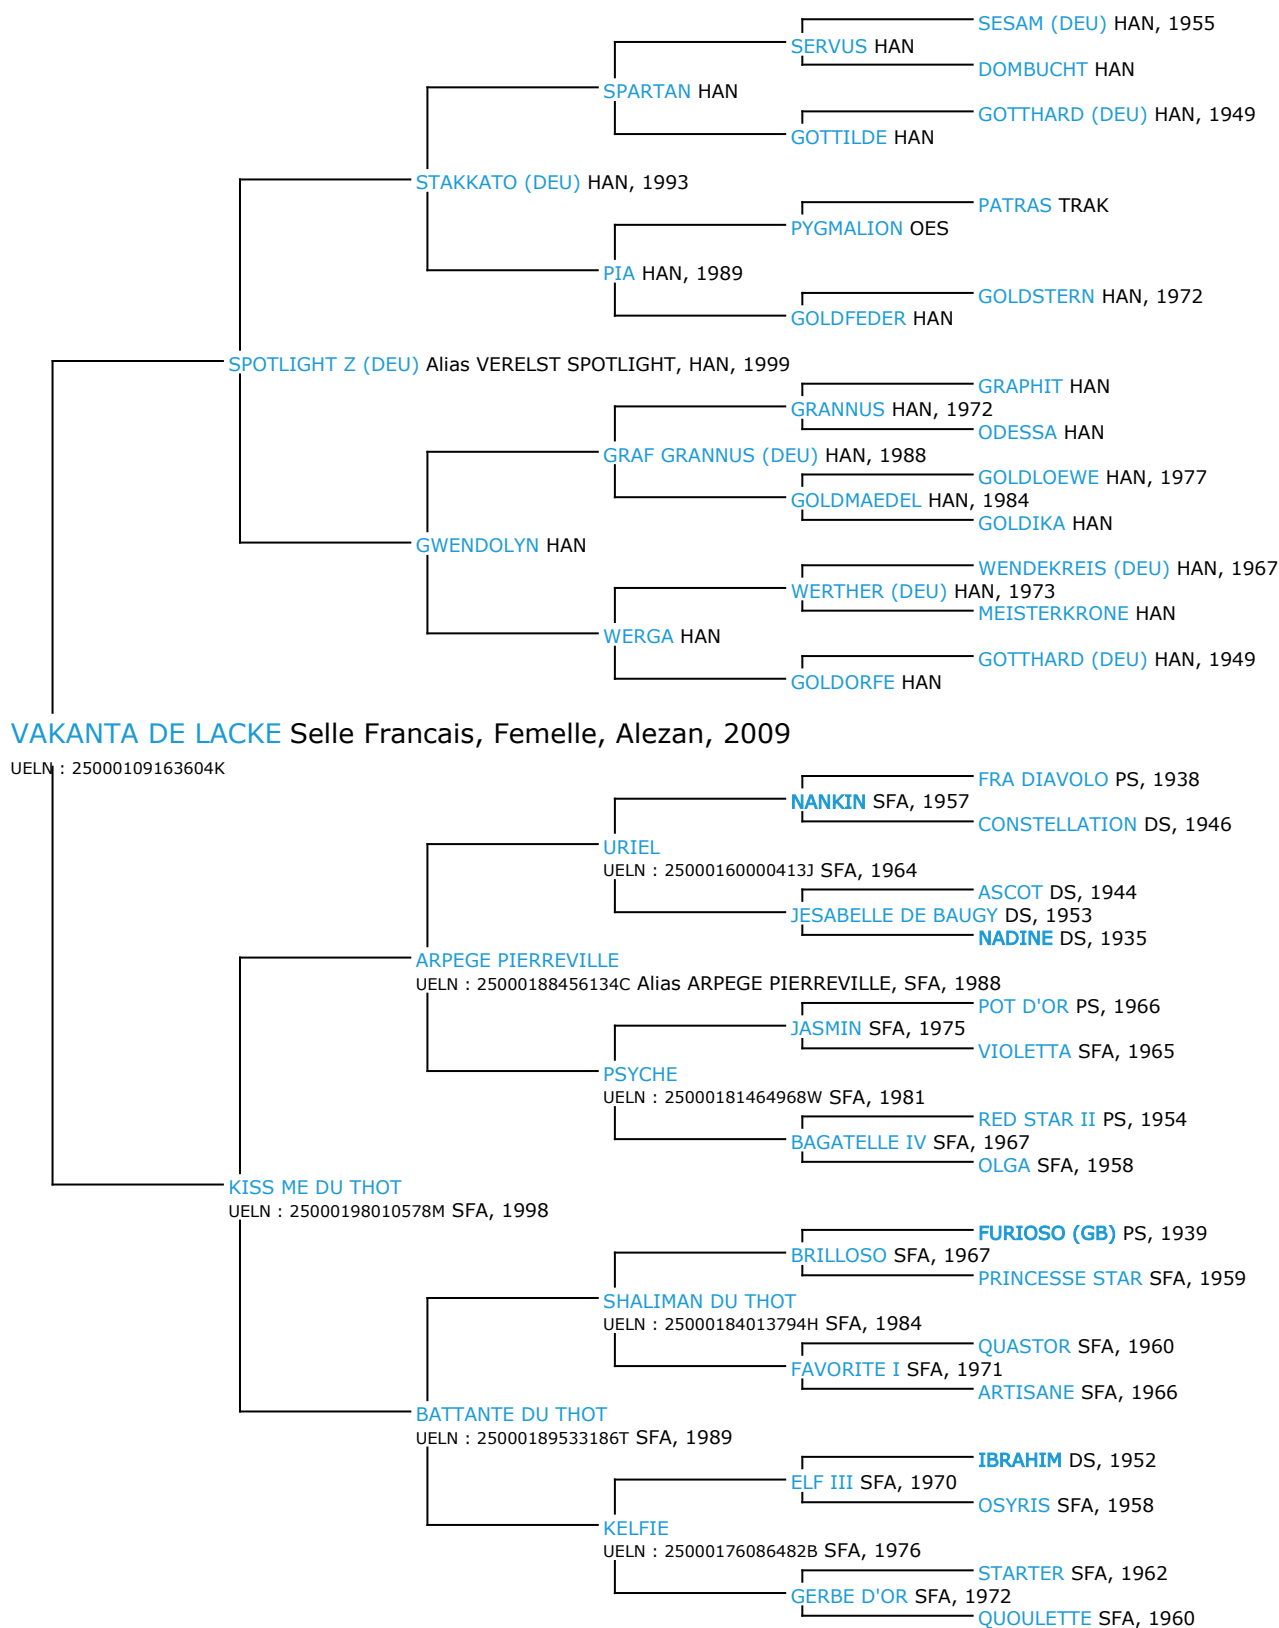 SESAM (DEU) HAN, 1955
SERVUS HAN
DOMBUCHT HAN
SPARTAN HAN
GOTTHARD (DEU) HAN, 1949
GOTTILDE HAN
STAKKATO (DEU) HAN, 1993
PATRAS TRAK
PYGMALION OES
PIA HAN, 1989
GOLDSTERN HAN, 1972
GOLDFEDER HAN
SPOTLIGHT Z (DEU) Alias VERELST SPOTLIGHT, HAN, 1999
GRAPHIT HAN
GRANNUS HAN, 1972
ODESSA HAN
GRAF GRANNUS (DEU) HAN, 1988
GOLDLOEWE HAN, 1977
GOLDMAEDEL HAN, 1984
GOLDIKA HAN
GWENDOLYN HAN
WENDEKREIS (DEU) HAN, 1967
WERTHER (DEU) HAN, 1973
MEISTERKRONE HAN
WERGA HAN
GOTTHARD (DEU) HAN, 1949
GOLDORFE HAN
VAKANTA DE LACKE Selle Francais, Femelle, Alezan, 2009
UELN : 25000109163604K
FRA DIAVOLO PS, 1938
NANKIN SFA, 1957
CONSTELLATION DS, 1946
URIEL
UELN : 25000160000413J SFA, 1964
ASCOT DS, 1944
JESABELLE DE BAUGY DS, 1953
NADINE DS, 1935
ARPEGE PIERREVILLE
UELN : 25000188456134C Alias ARPEGE PIERREVILLE, SFA, 1988
POT D'OR PS, 1966
JASMIN SFA, 1975
VIOLETTA SFA, 1965
PSYCHE
UELN : 25000181464968W SFA, 1981
RED STAR II PS, 1954
BAGATELLE IV SFA, 1967
OLGA SFA, 1958
KISS ME DU THOT
UELN : 25000198010578M SFA, 1998
FURIOSO (GB) PS, 1939
BRILLOSO SFA, 1967
PRINCESSE STAR SFA, 1959
SHALIMAN DU THOT
UELN : 25000184013794H SFA, 1984
QUASTOR SFA, 1960
FAVORITE I SFA, 1971
ARTISANE SFA, 1966
BATTANTE DU THOT
UELN : 25000189533186T SFA, 1989
IBRAHIM DS, 1952
ELF III SFA, 1970
OSYRIS SFA, 1958
KELFIE
UELN : 25000176086482B SFA, 1976
STARTER SFA, 1962
GERBE D'OR SFA, 1972
QUOULETTE SFA, 1960